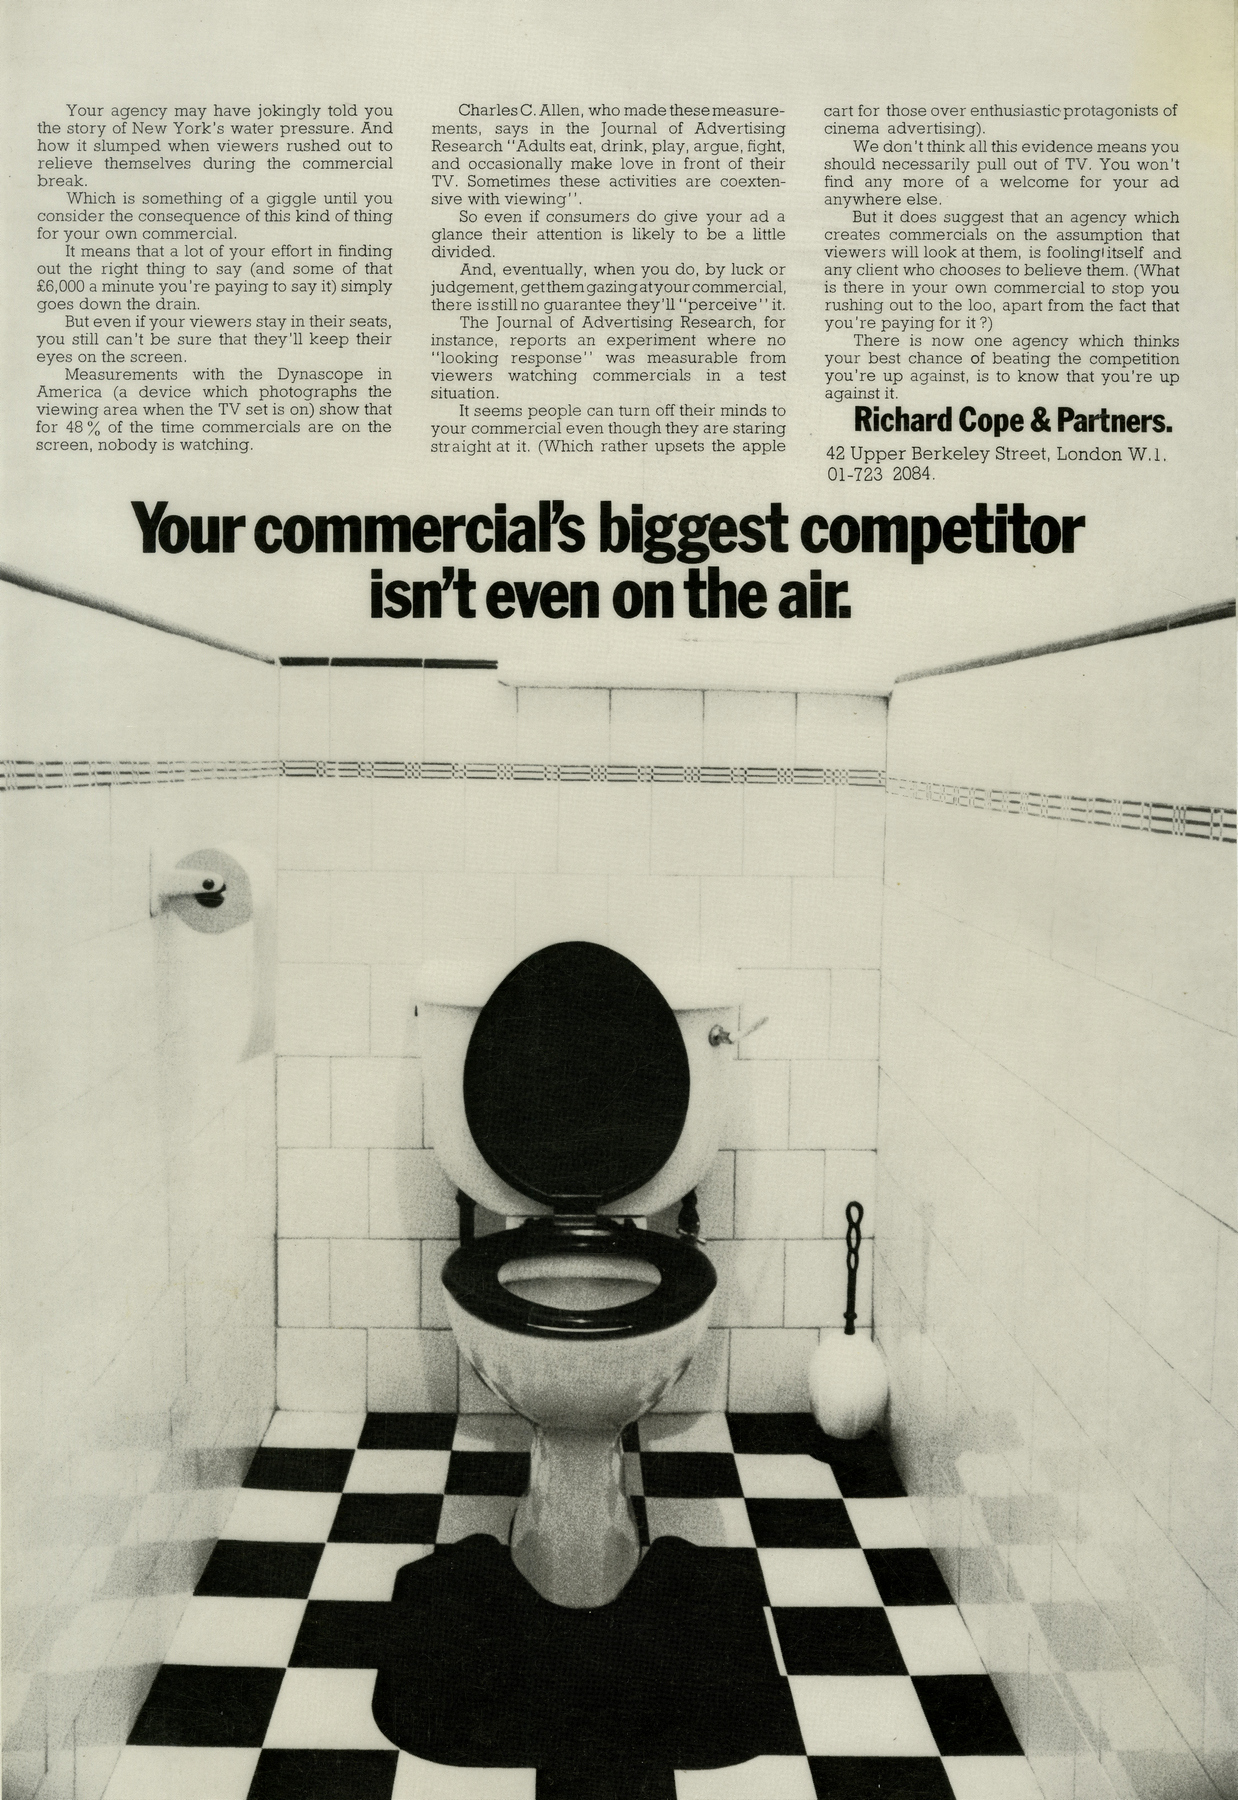 Your agency may have jokingly told you
the story of New York's water pressure. And
how it slumped when viewers rushed out to
relieve themselves during the commercial
break.
Which is something of a giggle until you
consider the consequence of this kind of thing
for your own commercial.
It means that a lot of your effort in finding
out the right thing to say (and some of that
£6,000 a minute you're paying to say it) simply
goes down the drain.
But even if your viewers stay in their seats,
you still can't be sure that they'll keep their
eyes on the screen.
Measurements with the Dynascope in
America (a device which photographs the
viewing area when the TV set is on) show that
for 48% of the time commercials are on the
screen, nobody is watching.
Charles C. Allen, who made these measure-
ments, says in the Journal of Advertising
Research "Adults eat, drink, play, argue, fight,
and occasionally make love in front of their
TV. Sometimes these activities are coexten-
sive with viewing".
So even if consumers do give your ad a
glance their attention is likely to be a little
divided.
And, eventually, when you do, by luck or
judgement, get them gazing at your commercial,
there is still no guarantee they'll "perceive" it.
The Journal of Advertising Research, for
instance, reports an experiment where no
"looking response" was measurable from
viewers watching commercials in a test
situation.
It seems people can turn off their minds to
your commercial even though they are staring
straight at it. (Which rather upsets the apple
cart for those over enthusiastic protagonists of
cinema advertising).
We don't think all this evidence means you
should necessarily pull out of TV. You won't
find any more of a welcome for your ad
anywhere else.
But it does suggest that an agency which
creates commercials on the assumption that
viewers will look at them, is fooling itself and
any client who chooses to believe them. (What
is there in your own commercial to stop you
rushing out to the loo, apart from the fact that
you're paying for it?)
There is now one agency which thinks
your best chance of beating the competition
you're up against, is to know that you're up
against it.
Richard Cope & Partners.
42 Upper Berkeley Street, London W.1.
01-723 2084.
Your commercial's biggest competitor
isn't even on the air.